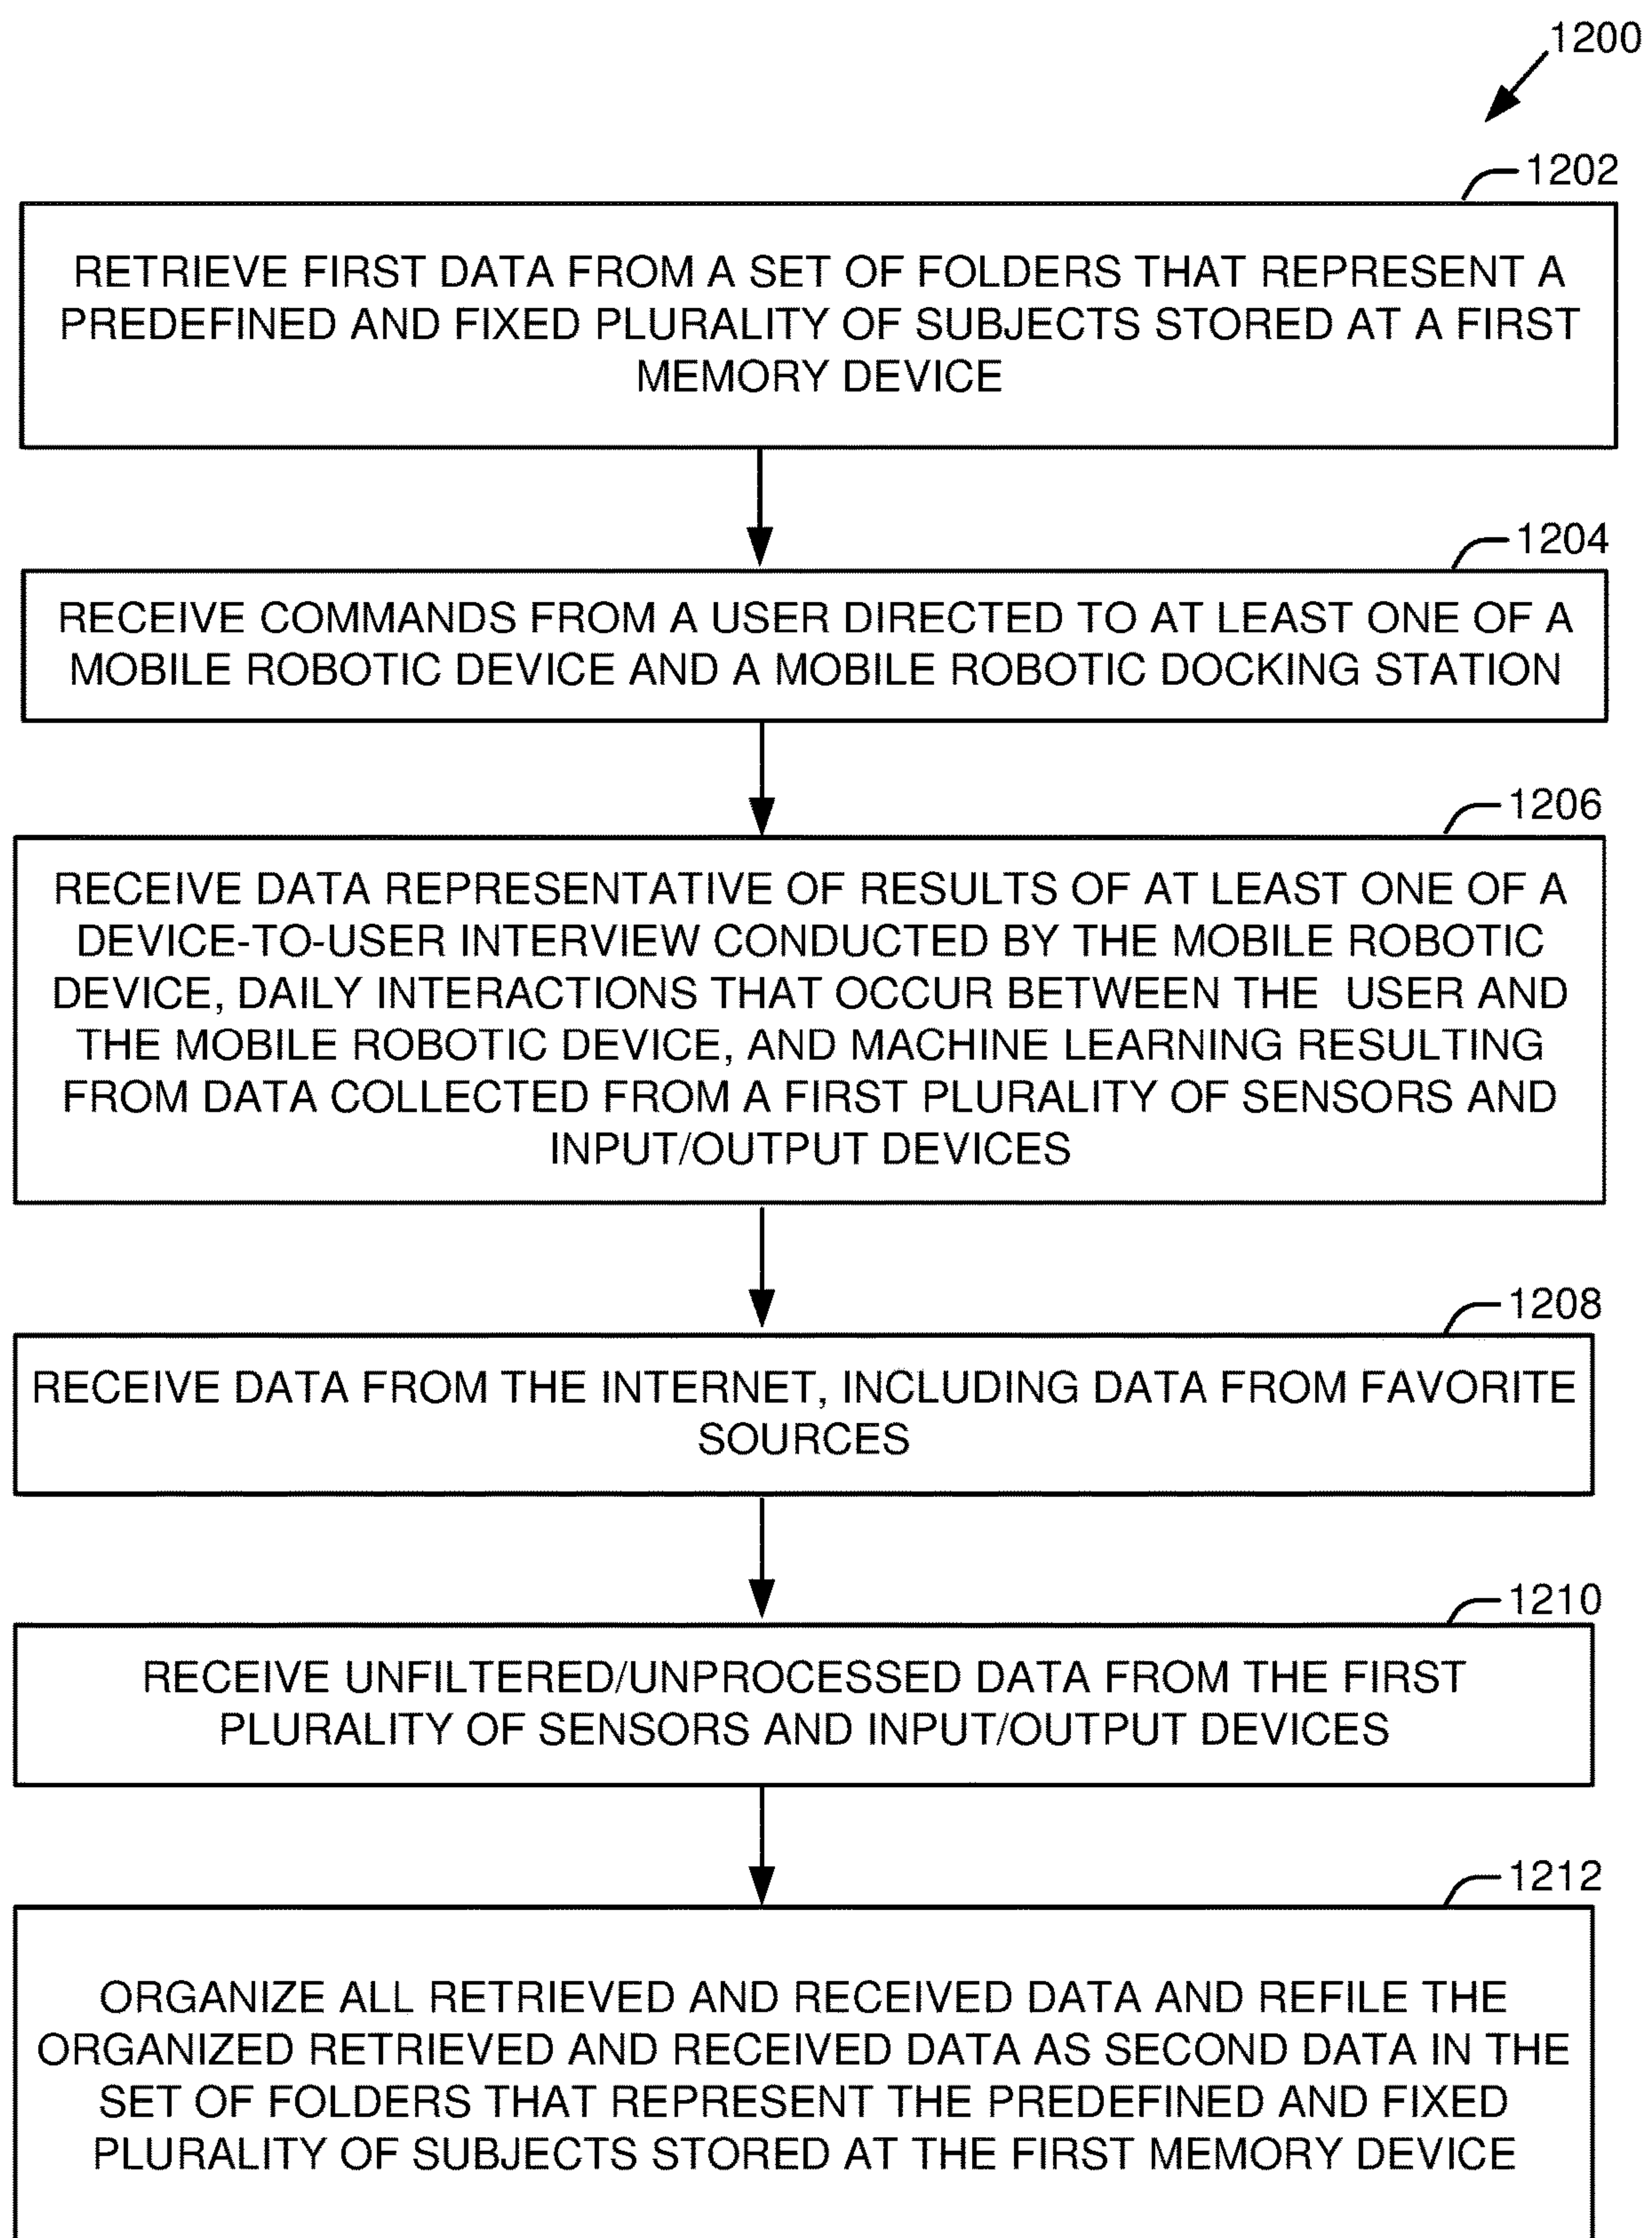 1200
1202
RETRIEVE FIRST DATA FROM A SET OF FOLDERS THAT REPRESENT A
PREDEFINED AND FIXED PLURALITY OF SUBJECTS STORED AT A FIRST
MEMORY DEVICE
1204
RECEIVE COMMANDS FROM A USER DIRECTED TO AT LEAST ONE OF A
MOBILE ROBOTIC DEVICE AND A MOBILE ROBOTIC DOCKING STATION
1206
RECEIVE DATA REPRESENTATIVE OF RESULTS OF AT LEAST ONE OF A
DEVICE-TO-USER INTERVIEW CONDUCTED BY THE MOBILE ROBOTIC
DEVICE, DAILY INTERACTIONS THAT OCCUR BETWEEN THE USER AND
THE MOBILE ROBOTIC DEVICE, AND MACHINE LEARNING RESULTING
FROM DATA COLLECTED FROM A FIRST PLURALITY OF SENSORS AND
INPUT/OUTPUT DEVICES
1208
RECEIVE DATA FROM THE INTERNET, INCLUDING DATA FROM FAVORITE
SOURCES
1210
RECEIVE UNFILTERED/UNPROCESSED DATA FROM THE FIRST
PLURALITY OF SENSORS AND INPUT/OUTPUT DEVICES
1212
ORGANIZE ALL RETRIEVED AND RECEIVED DATA AND REFILE THE
ORGANIZED RETRIEVED AND RECEIVED DATA AS SECOND DATA IN THE
SET OF FOLDERS THAT REPRESENT THE PREDEFINED AND FIXED
PLURALITY OF SUBJECTS STORED AT THE FIRST MEMORY DEVICE